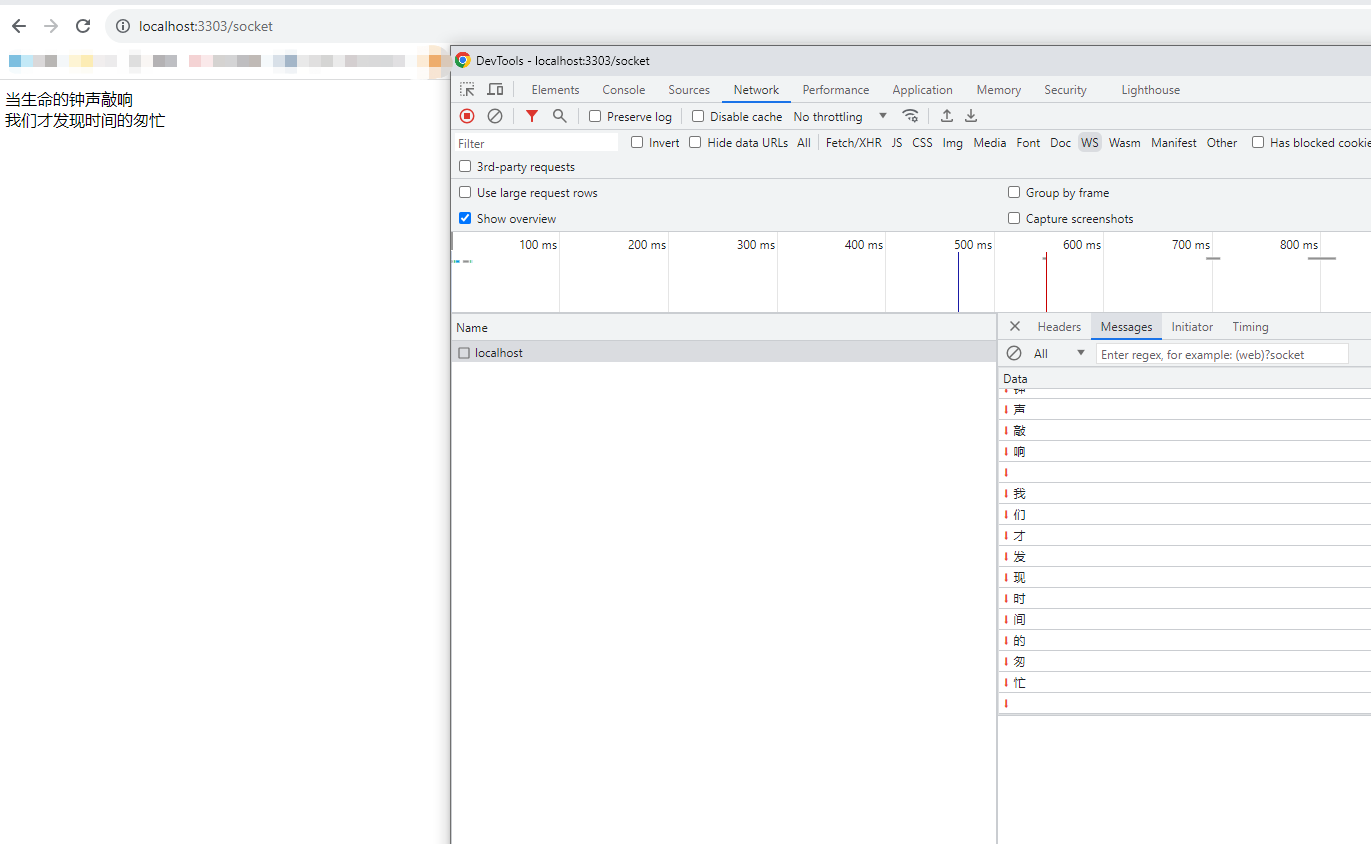 localhost:3303/socket
DevTools - localhost:3303/socket
当生命的钟声敲响
我们才发现时间的匆忙
Elements Console Sources Network Performance Application Memory Security Lighthouse
Preserve log Disable cache No throttling
Filter Invert Hide data URLs All Fetch/XHR JS CSS Img Media Font Doc WS Wasm Manifest Other Has blocked cookie
3rd-party requests
Use large request rows Group by frame
Show overview Capture screenshots
100 ms 200 ms 300 ms 400 ms 500 ms 600 ms 700 ms 800 ms
Name
localhost
Headers Messages Initiator Timing
All Enter regex, for example: (web)?socket
Data
钟
声
敲
响
我
们
才
发
现
时
间
的
匆
忙